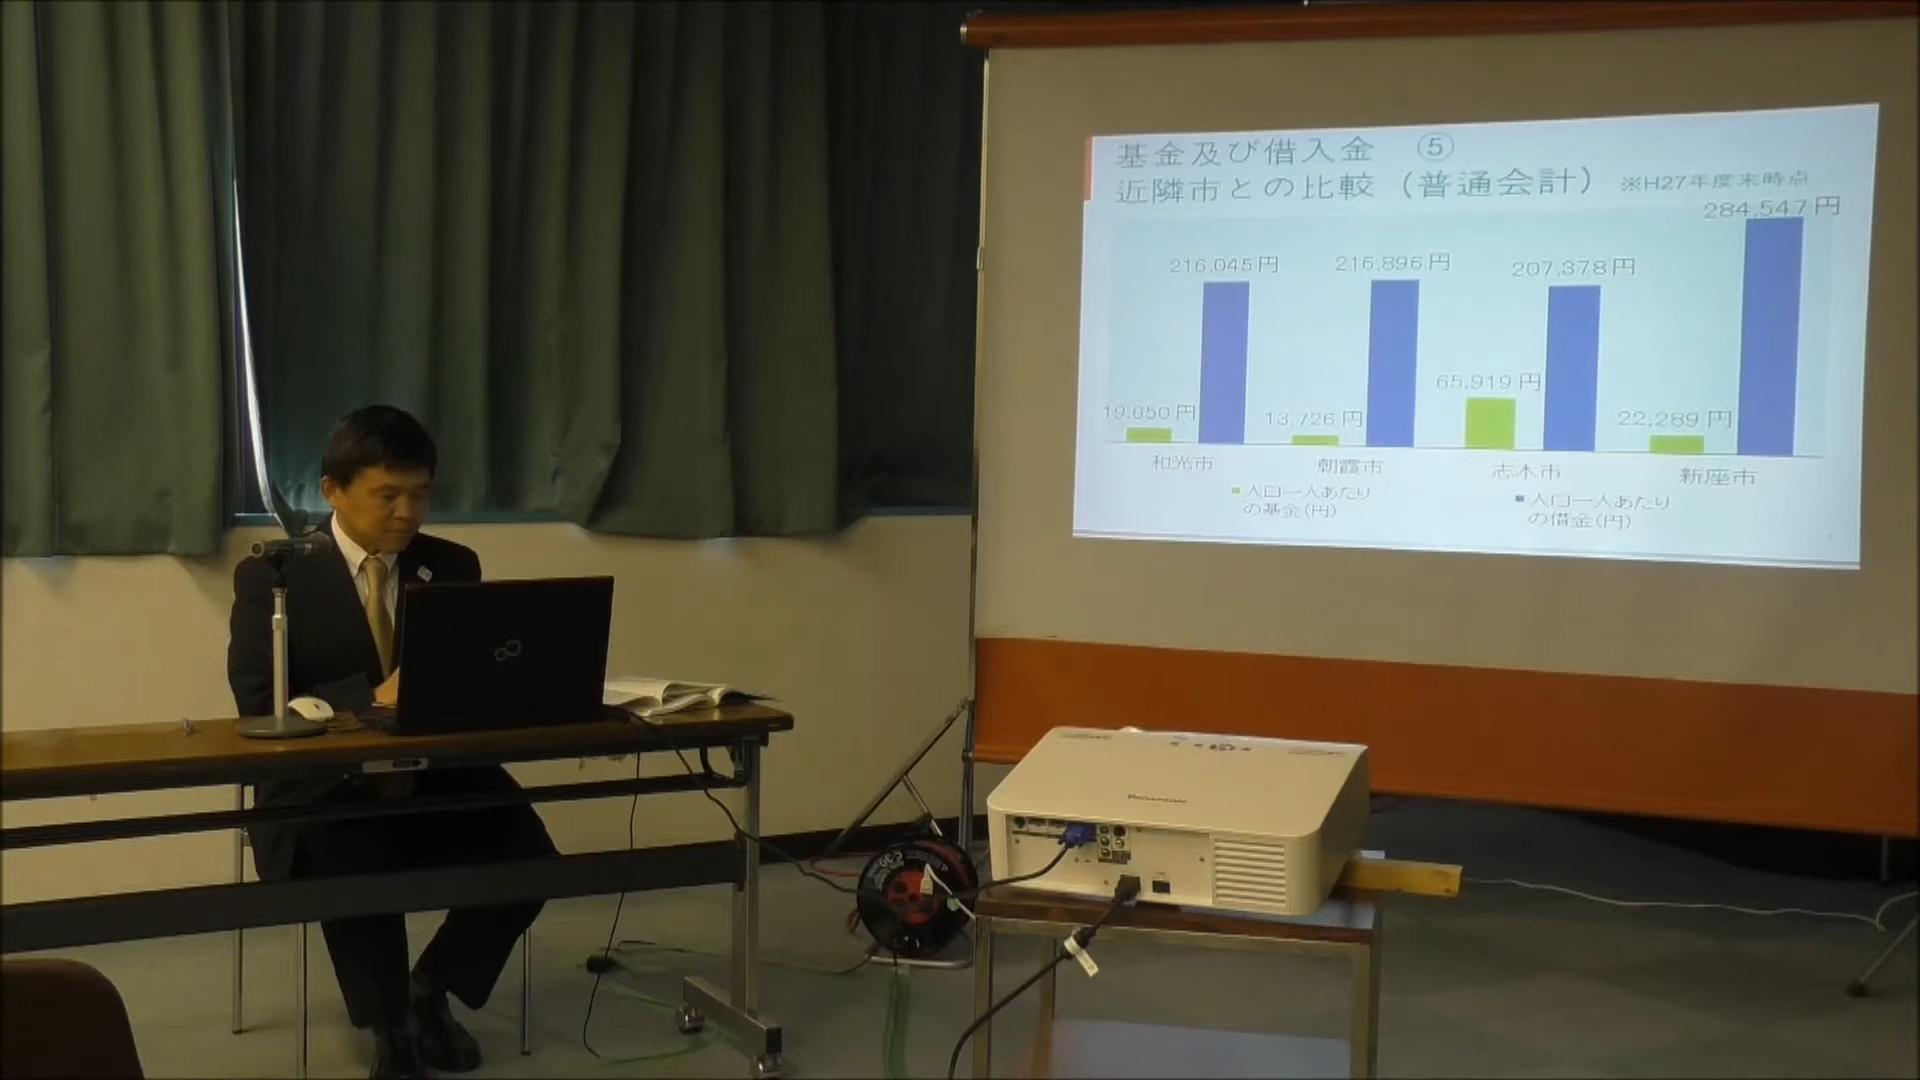 基金及び借入金 ⑤
近隣市との比較（普通会計） ※H27年度末時点
284,547円
216,045円
216,896円
207,378円
65,919円
19,650円
13,726円
22,289円
和光市
朝霞市
志木市
新座市
人口一人あたり
の基金(円)
人口一人あたり
の借金(円)
Panasonic